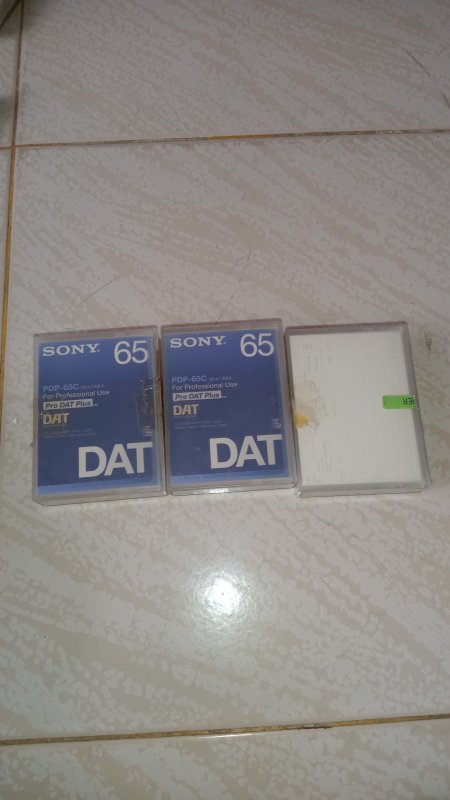 SONY 65
PDP-65C
For Professional Use
Pro DAT Plus
DAT
DAT
SONY 65
PDP-65C
For Professional Use
Pro DAT Plus
DAT
DAT